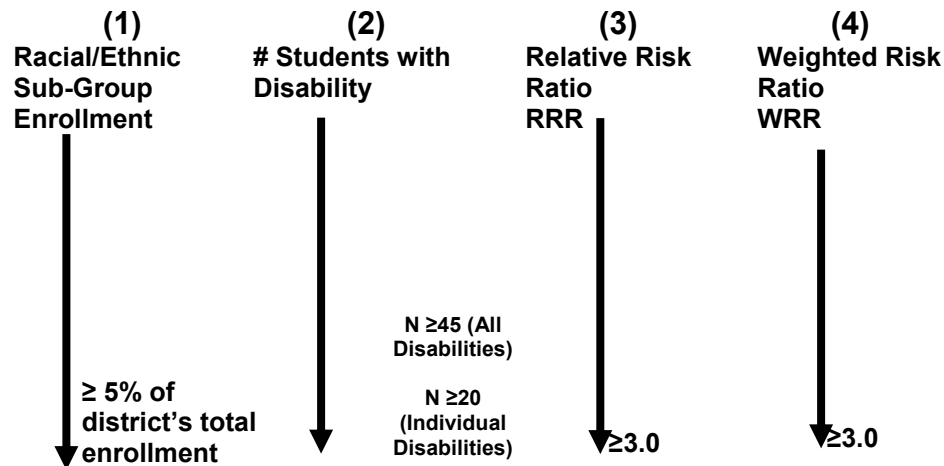 (1)
Racial/Ethnic
Sub-Group
Enrollment
≥ 5% of
district's total
enrollment
(2)
# Students with
Disability
N ≥45 (All
Disabilities)
N ≥20
(Individual
Disabilities)
(3)
Relative Risk
Ratio
RRR
≥3.0
(4)
Weighted Risk
Ratio
WRR
≥3.0